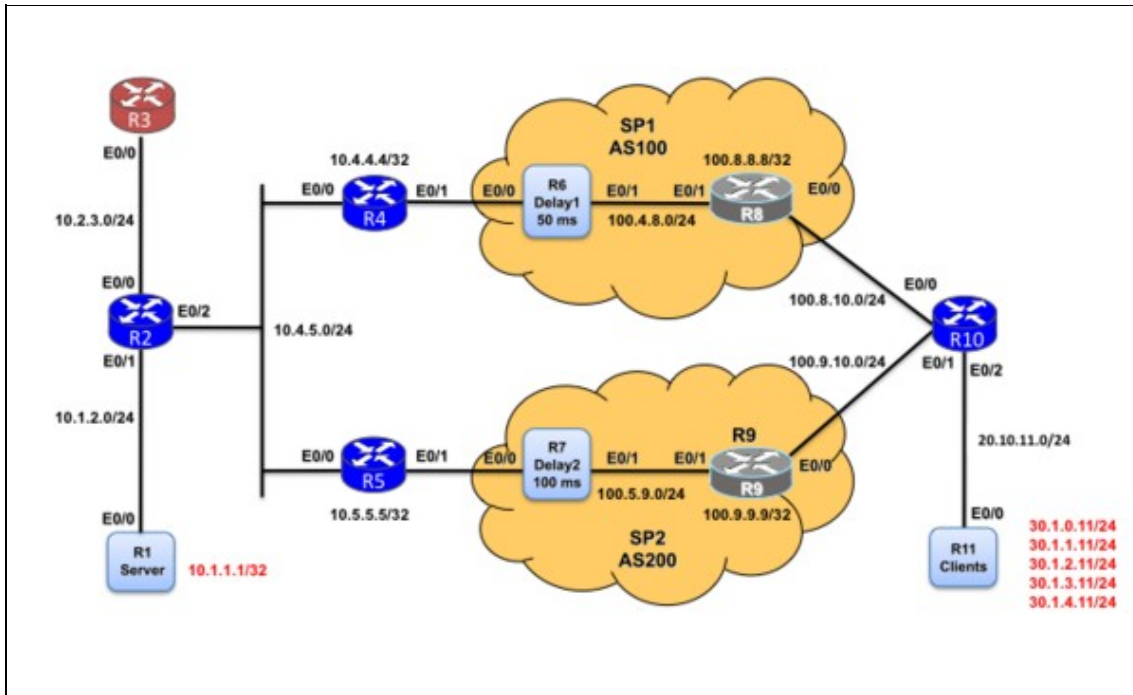 R3
E0/0
10.2.3.0/24
E0/0
R2
E0/2
E0/1
10.1.2.0/24
E0/0
R1
Server
10.1.1.1/32
10.4.5.0/24
10.4.4.4/32
E0/0
R4
E0/1
E0/0
R5
E0/1
10.5.5.5/32
SP1
AS100
E0/0
R6
Delay1
50 ms
E0/1
100.4.8.0/24
E0/1
100.8.8.8/32
R8
E0/0
E0/0
R7
Delay2
100 ms
E0/1
100.5.9.0/24
E0/1
R9
R9
E0/0
100.9.9.9/32
SP2
AS200
100.8.10.0/24
100.9.10.0/24
E0/0
R10
E0/1
E0/2
20.10.11.0/24
E0/0
R11
Clients
30.1.0.11/24
30.1.1.11/24
30.1.2.11/24
30.1.3.11/24
30.1.4.11/24